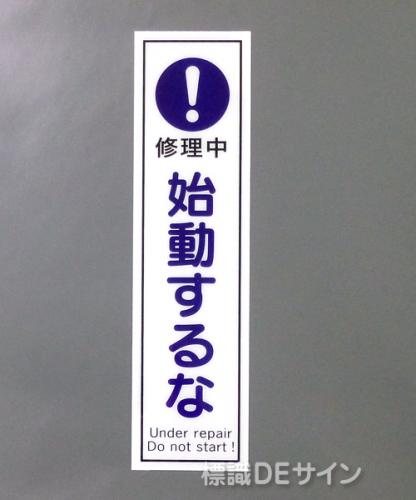 修理中
始動するな
Under repair
Do not start !
標識DEサイン